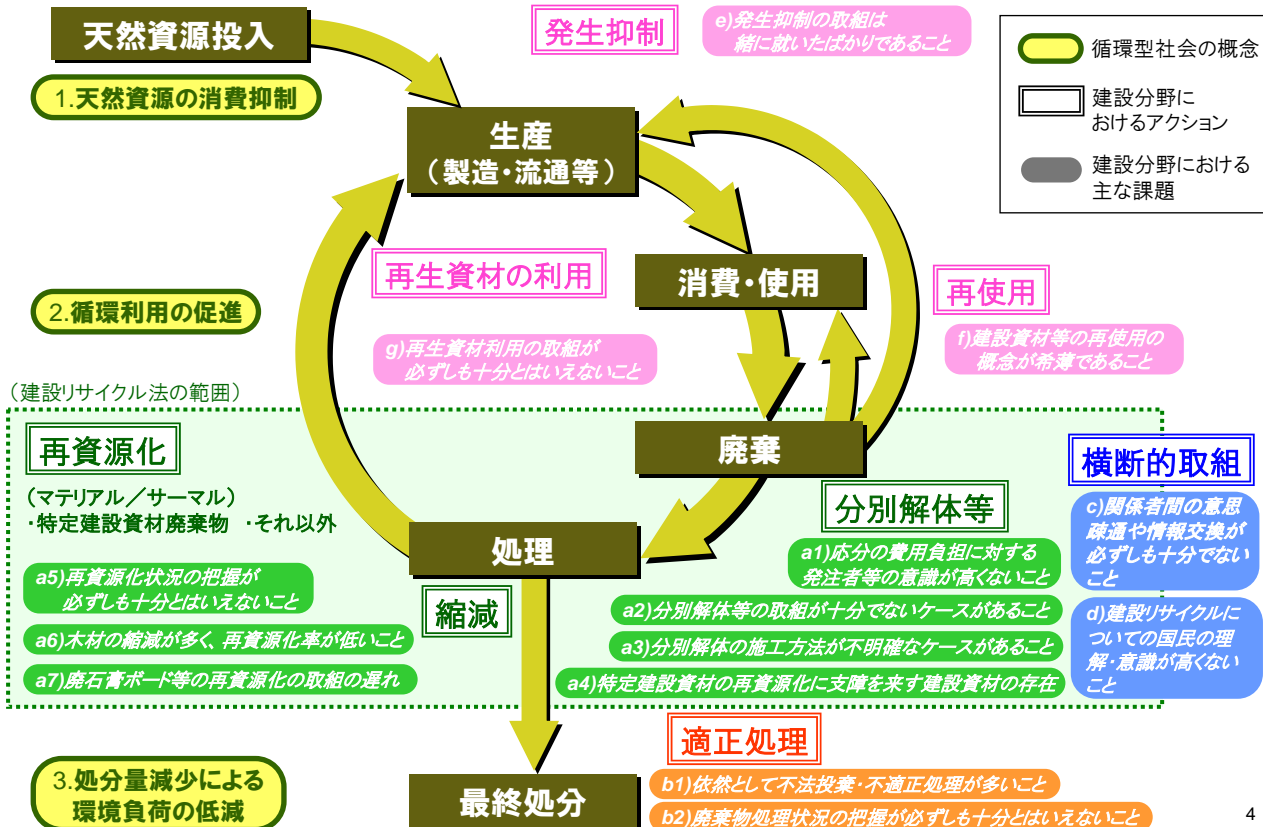 天然資源投入
発生抑制
e)発生抑制の取組は
緒に就いたばかりであること
循環型社会の概念
建設分野に
おけるアクション
建設分野における
主な課題
1.天然資源の消費抑制
生産
（製造・流通等）
再生資材の利用
消費・使用
再使用
2.循環利用の促進
g)再生資材利用の取組が
必ずしも十分とはいえないこと
f)建設資材等の再使用の
概念が希薄であること
（建設リサイクル法の範囲）
再資源化
（マテリアル／サーマル）
・特定建設資材廃棄物 ・それ以外
廃棄
横断的取組
分別解体等
処理
c)関係者間の意思
疎通や情報交換が
必ずしも十分でない
こと
a1)応分の費用負担に対する
発注者等の意識が高くないこと
a5)再資源化状況の把握が
必ずしも十分とはいえないこと
縮減
a2)分別解体等の取組が十分でないケースがあること
d)建設リサイクルに
ついての国民の理
解・意識が高くない
こと
a6)木材の縮減が多く、再資源化率が低いこと
a3)分別解体の施工方法が不明確なケースがあること
a7)廃石膏ボード等の再資源化の取組の遅れ
a4)特定建設資材の再資源化に支障を来す建設資材の存在
適正処理
3.処分量減少による
環境負荷の低減
最終処分
b1)依然として不法投棄・不適正処理が多いこと
b2)廃棄物処理状況の把握が必ずしも十分とはいえないこと
4